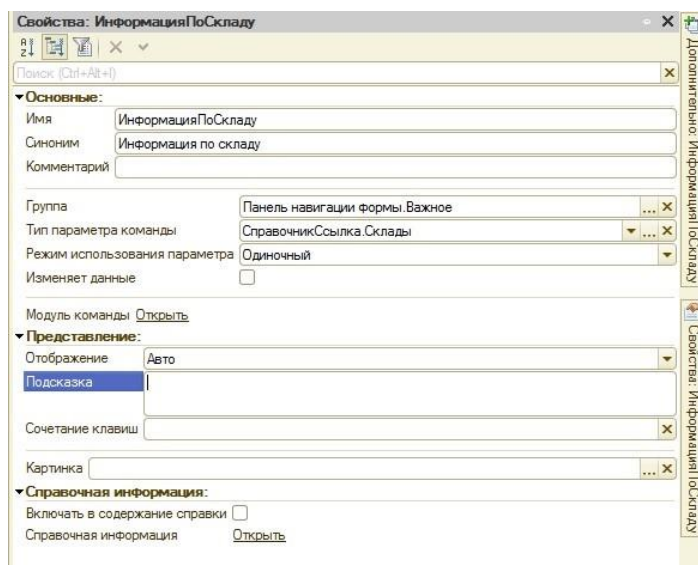 Свойства: ИнформацияПоСкладу
Поиск (Ctrl+Alt+I)
Основные:
Имя ИнформацияПоСкладу
Синоним Информация по складу
Комментарий
Группа Панель навигации формы.Важное ...
Тип параметра команды СправочникСсылка.Склады ...
Режим использования параметра Одиночный
Изменяет данные
Модуль команды Открыть
Представление:
Отображение Авто
Подсказка
Сочетание клавиш
Картинка ...
Справочная информация:
Включать в содержание справки
Справочная информация Открыть
Дополнительно: ИнформацияПоСкладу
Свойства: ИнформацияПоСкладу